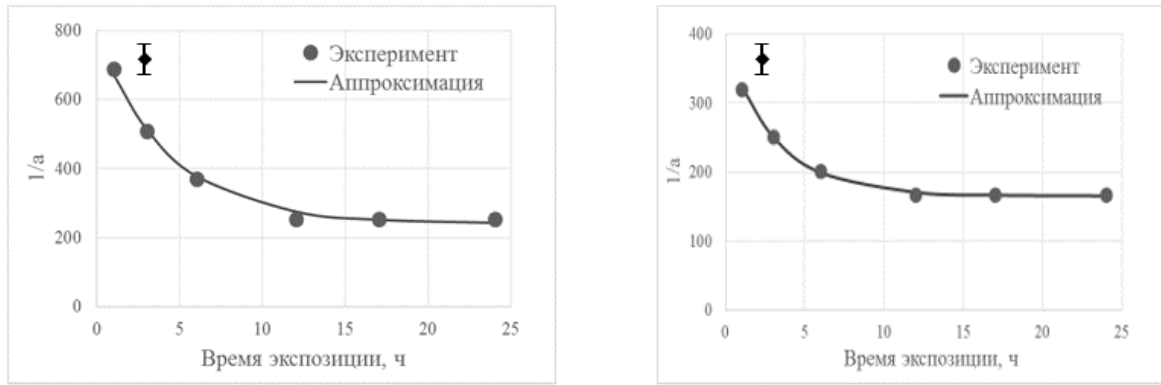 800
600
400
200
0
1/a
0 5 10 15 20 25
Время экспозиции, ч
Эксперимент
Аппроксимация
400
300
200
100
0
1/a
0 5 10 15 20 25
Время экспозиции, ч
Эксперимент
Аппроксимация